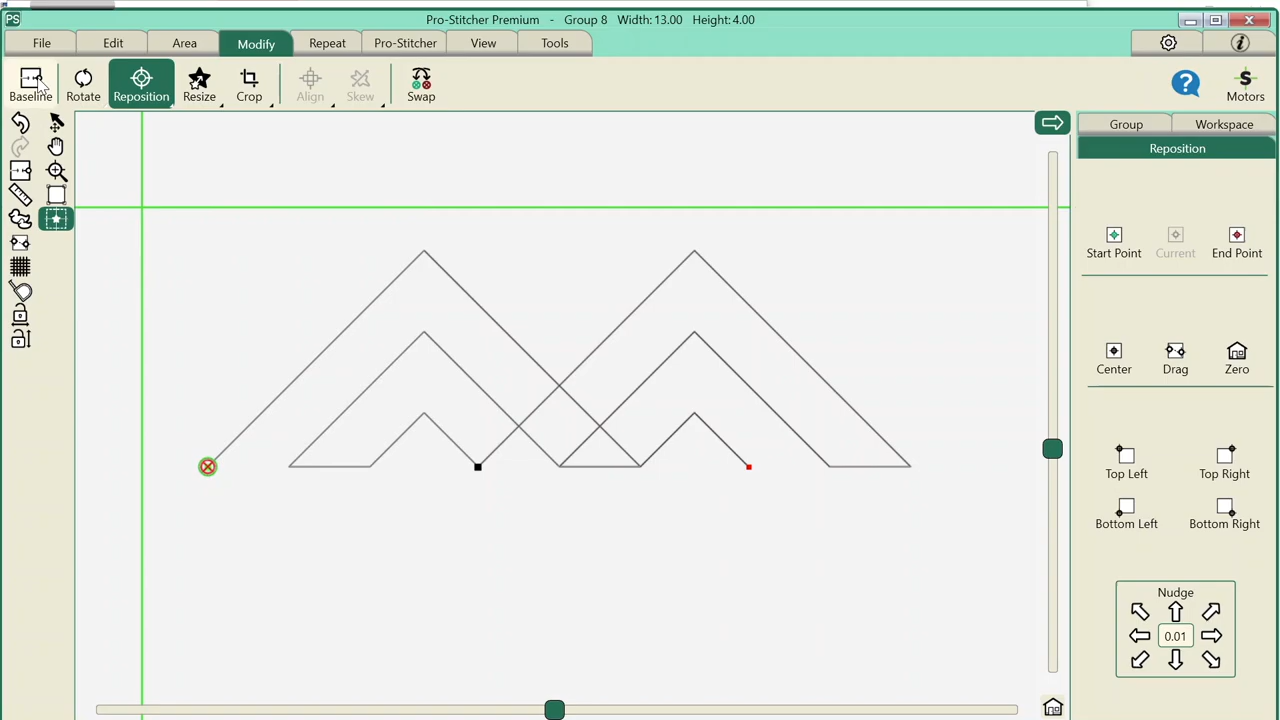 PS
Pro-Stitcher Premium - Group 8 Width: 13.00 Height: 4.00
File Edit Area Modify Repeat Pro-Stitcher View Tools
Baseline Rotate Reposition Resize Crop Align Skew Swap Motors
Group Workspace
Reposition
Start Point Current End Point
Center Drag Zero
Top Left Top Right
Bottom Left Bottom Right
Nudge
0.01